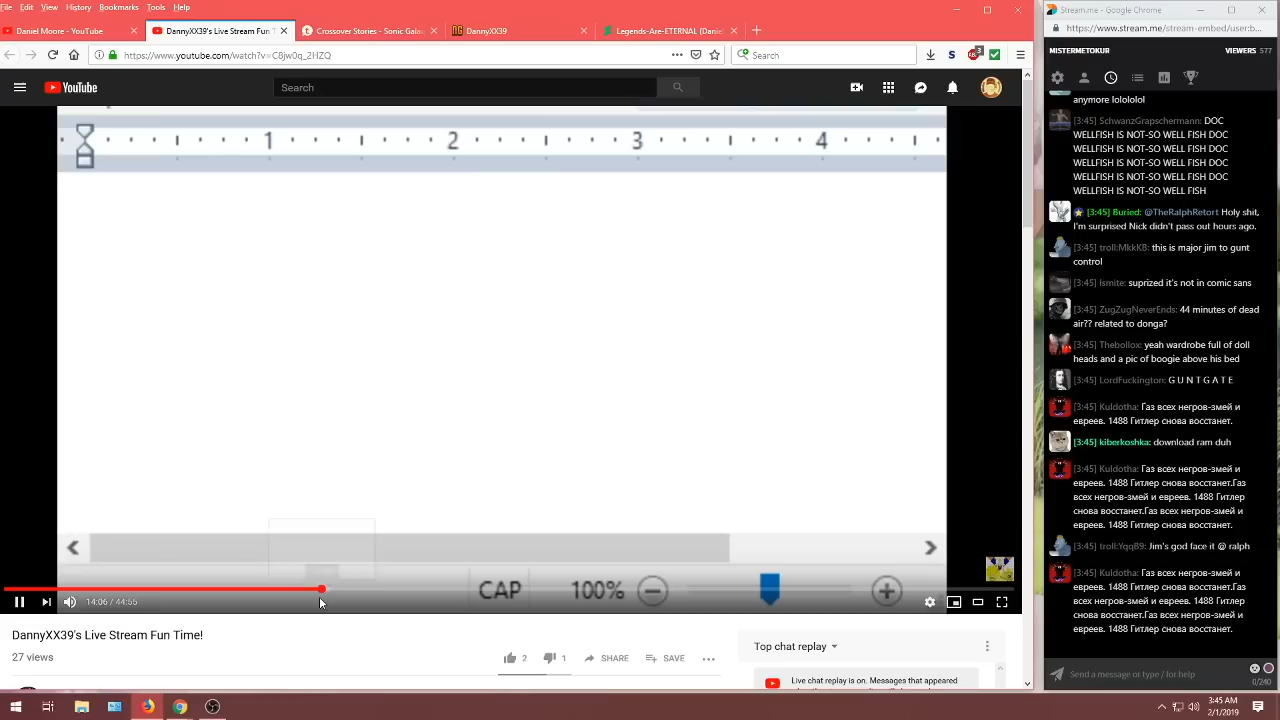 File Edit View History Bookmarks Tools Help
Daniel Moore - YouTube
DannyXX39's Live Stream Fun T
Crossover Stories - Sonic Gala
DannyXX39
Legends-Are-ETERNAL (Danie
https://www.youtube.com/watch?v=C8jw0q_2HZQ
Search
YouTube
Search
1 2 3 4
CAP 100%
14:06 / 44:55
DannyXX39's Live Stream Fun Time!
27 views
2 1 SHARE SAVE
Top chat replay
Live chat replay is on. Messages that appeared
Stream.me - Google Chrome
https://www.stream.me/stream-embed/userb:
MISTERMETOKUR VIEWERS 577
anymore lolololol
[3:45] SchwanzGrapschermann: DOC
WELLFISH IS NOT-SO WELL FISH DOC
WELLFISH IS NOT-SO WELL FISH DOC
WELLFISH IS NOT-SO WELL FISH DOC
WELLFISH IS NOT-SO WELL FISH DOC
WELLFISH IS NOT-SO WELL FISH
[3:45] Buried: @TheRalphRetort Holy shit,
I'm surprised Nick didn't pass out hours ago.
troll:MkkKB: this is major jim to gunt
control
[3:45] Ismite: suprized it's not in comic sans
[3:45] ZugZugNeverEnds: 44 minutes of dead
air?? related to donga?
[3:45] Thebollox: yeah wardrobe full of doll
heads and a pic of boogie above his bed
[3:45] LordFuckington: G U N T G A T E
[3:45] Kuldotha: Газ всех негров-змей и
евреев. 1488 Гитлер снова восстанет.
kiberkoshka: download ram duh
[3:45] Kuldotha: Газ всех негров-змей и
евреев. 1488 Гитлер снова восстанет.Газ
всех негров-змей и евреев. 1488 Гитлер
снова восстанет.Газ всех негров-змей и
евреев. 1488 Гитлер снова восстанет.
[3:45] troll:YqqB9: Jim's god face it @ ralph
[3:45] Kuldotha: Газ всех негров-змей и
евреев. 1488 Гитлер снова восстанет.Газ
всех негров-змей и евреев. 1488 Гитлер
снова восстанет.Газ всех негров-змей и
евреев. 1488 Гитлер снова восстанет.
Send a message or type / for help
0/240
3:45 AM
2/1/2019